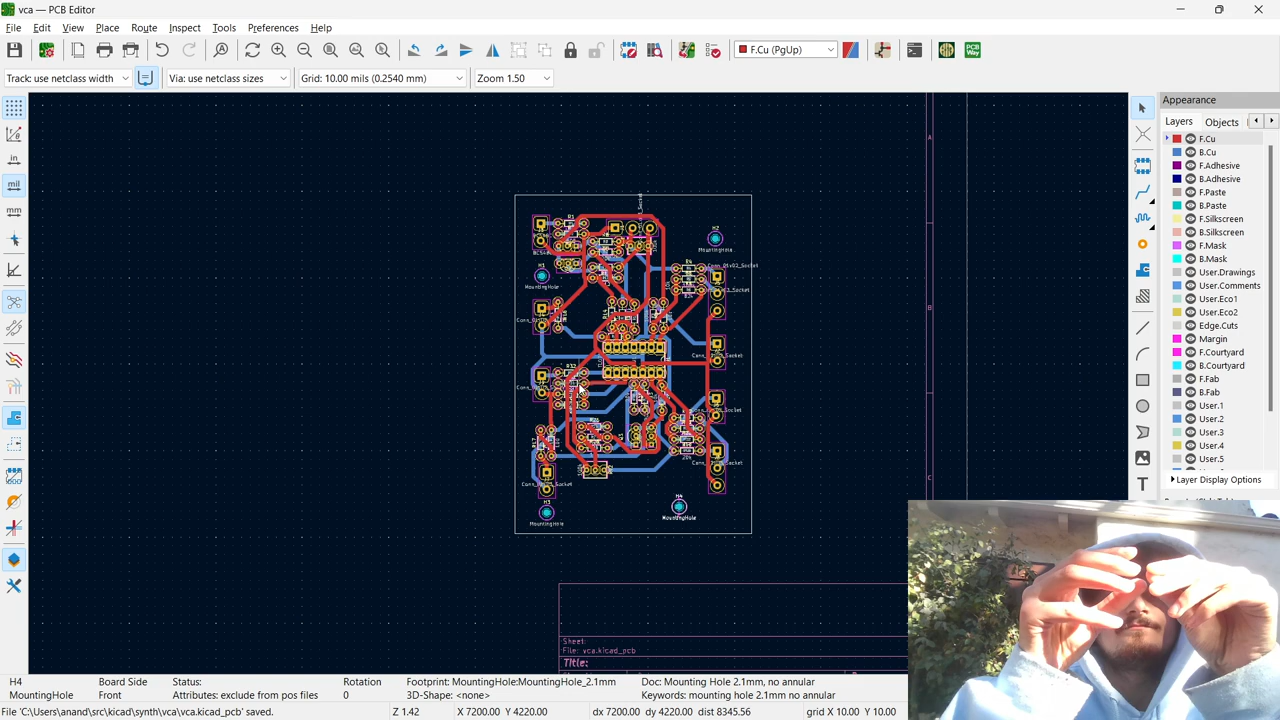 vca — PCB Editor
File Edit View Place Route Inspect Tools Preferences Help
F.Cu (PgUp)
Track: use netclass width Via: use netclass sizes Grid: 10.00 mils (0.2540 mm) Zoom 1.50
Appearance
Layers Objects
F.Cu
B.Cu
F.Adhesive
B.Adhesive
F.Paste
B.Paste
F.Silkscreen
B.Silkscreen
F.Mask
B.Mask
User.Drawings
User.Comments
User.Eco1
User.Eco2
Edge.Cuts
Margin
F.Courtyard
B.Courtyard
F.Fab
B.Fab
User.1
User.2
User.3
User.4
User.5
Layer Display Options
in
mil
mm
A
B
C
H2
MountingHole
H1
MountingHole
H3
MountingHole
H4
MountingHole
Sheet:
File: vca.kicad_pcb
Title:
H4 Board Side Status: Rotation Footprint: MountingHole:MountingHole_2.1mm Doc: Mounting Hole 2.1mm, no annular
MountingHole Front Attributes: exclude from pos files 0 3D-Shape: <none> Keywords: mounting hole 2.1mm no annular
File 'C:\Users\anand\src\kicad\synth\vca\vca.kicad_pcb' saved. Z 1.42 X 7200.00 Y 4220.00 dx 7200.00 dy 4220.00 dist 8345.56 grid X 10.00 Y 10.00